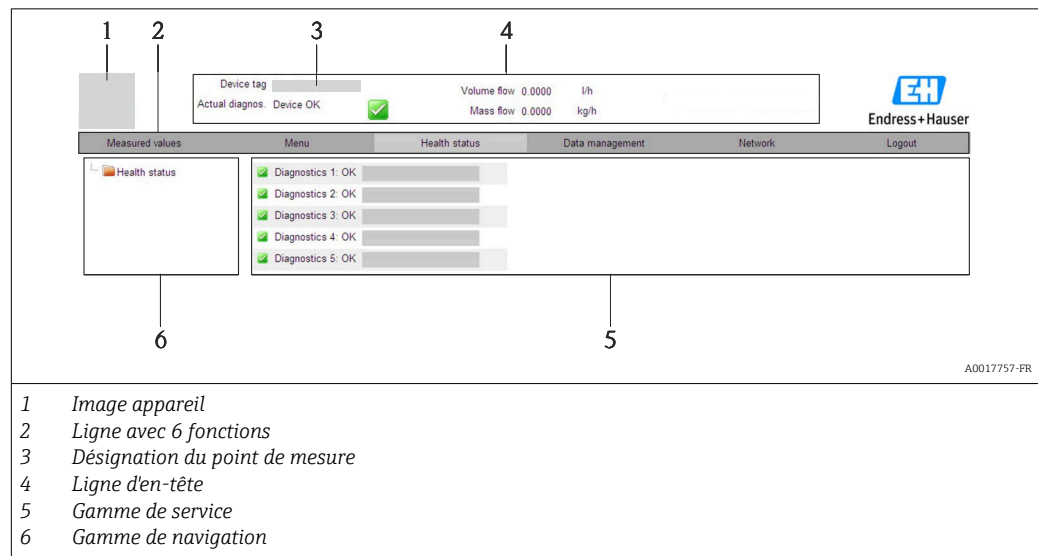 1 2 3 4
Device tag
Actual diagnos. Device OK
Volume flow 0.0000 l/h
Mass flow 0.0000 kg/h
EH
Endress+Hauser
Measured values Menu Health status Data management Network Logout
Health status
Diagnostics 1: OK
Diagnostics 2: OK
Diagnostics 3: OK
Diagnostics 4: OK
Diagnostics 5: OK
6 5
A0017757-FR
1 Image appareil
2 Ligne avec 6 fonctions
3 Désignation du point de mesure
4 Ligne d'en-tête
5 Gamme de service
6 Gamme de navigation